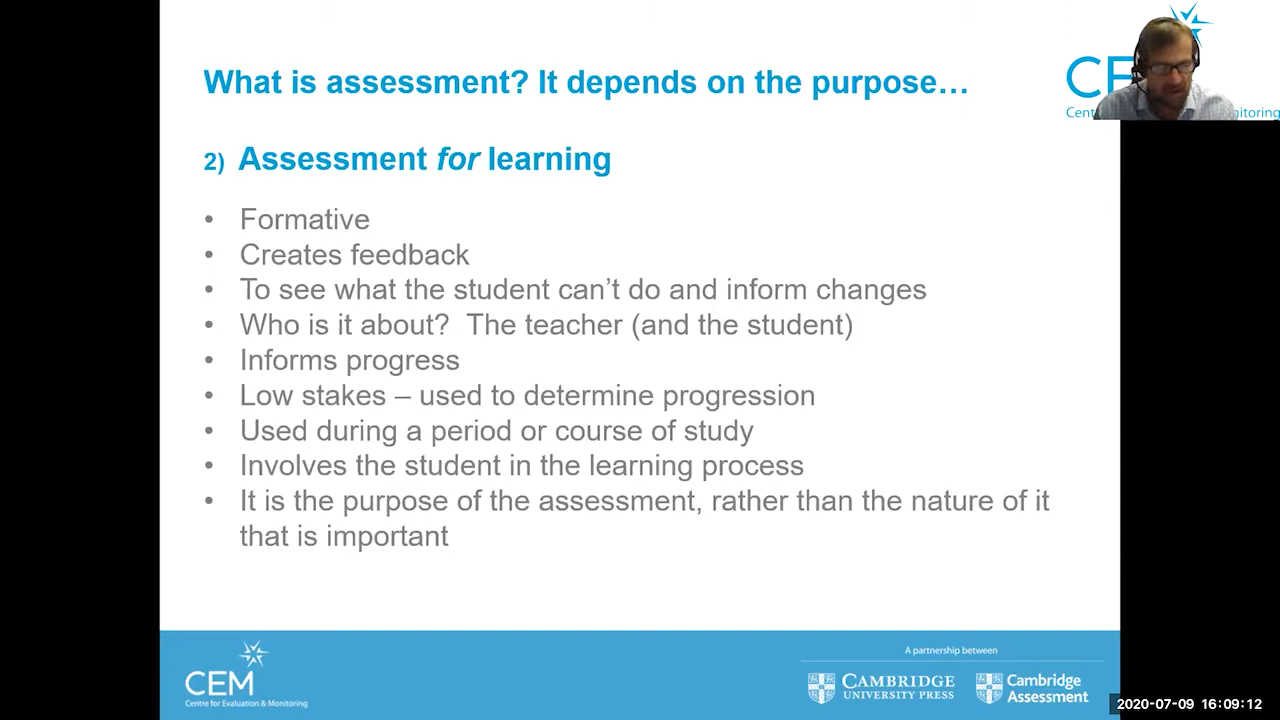 What is assessment? It depends on the purpose…
CE
Cent
itoring
2) Assessment for learning
• Formative
• Creates feedback
• To see what the student can’t do and inform changes
• Who is it about?  The teacher (and the student)
• Informs progress
• Low stakes – used to determine progression
• Used during a period or course of study
• Involves the student in the learning process
• It is the purpose of the assessment, rather than the nature of it
that is important
CEM
Centre for Evaluation & Monitoring
A partnership between
CAMBRIDGE
UNIVERSITY PRESS
Cambridge
Assessment
2020-07-09 16:09:12